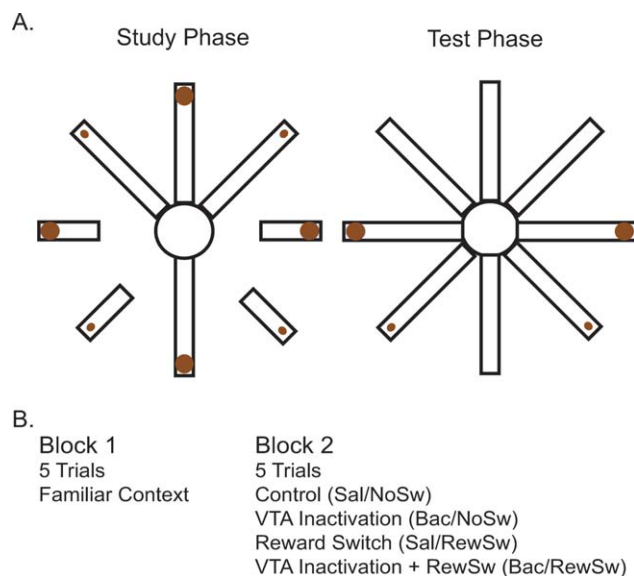 A.
Study Phase
Test Phase
B.
Block 1
5 Trials
Familiar Context
Block 2
5 Trials
Control (Sal/NoSw)
VTA Inactivation (Bac/NoSw)
Reward Switch (Sal/RewSw)
VTA Inactivation + RewSw (Bac/RewSw)